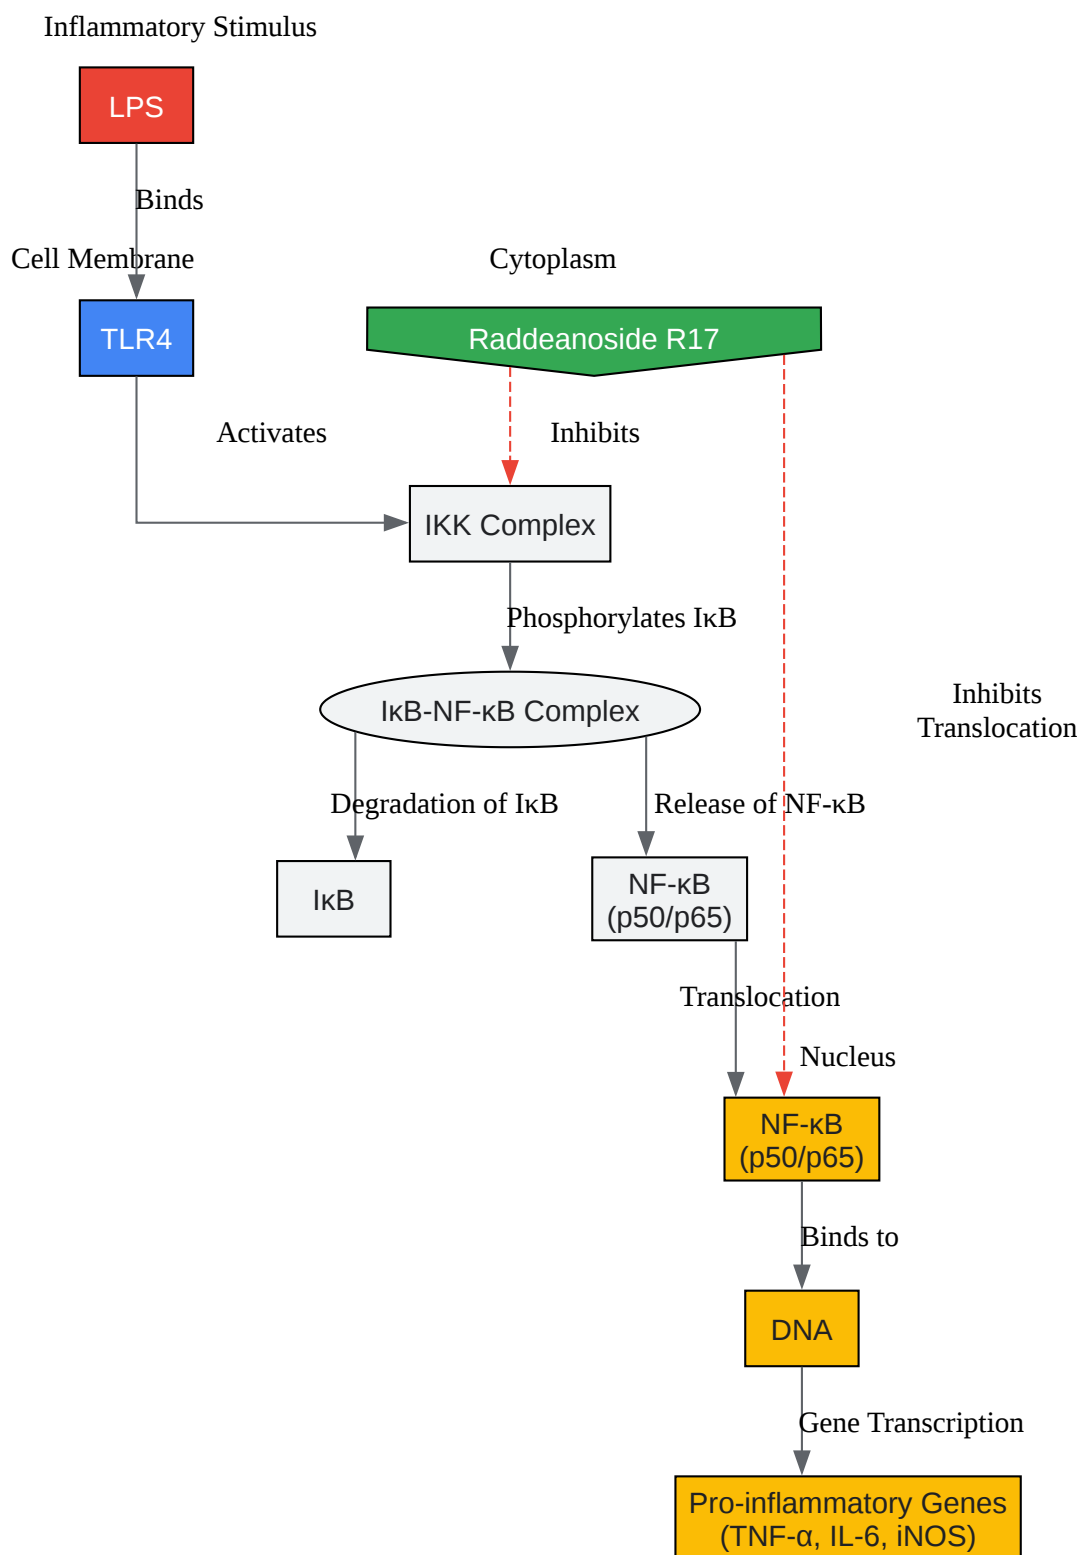 Inflammatory Stimulus
LPS
Binds
Cell Membrane
Cytoplasm
TLR4
Raddeanoside R17
Activates
Inhibits
IKK Complex
Phosphorylates IκB
IκB-NF-κB Complex
Inhibits
Translocation
Degradation of IκB
Release of NF-κB
IκB
NF-κB
(p50/p65)
Translocation
Nucleus
NF-κB
(p50/p65)
Binds to
DNA
Gene Transcription
Pro-inflammatory Genes
(TNF-α, IL-6, iNOS)